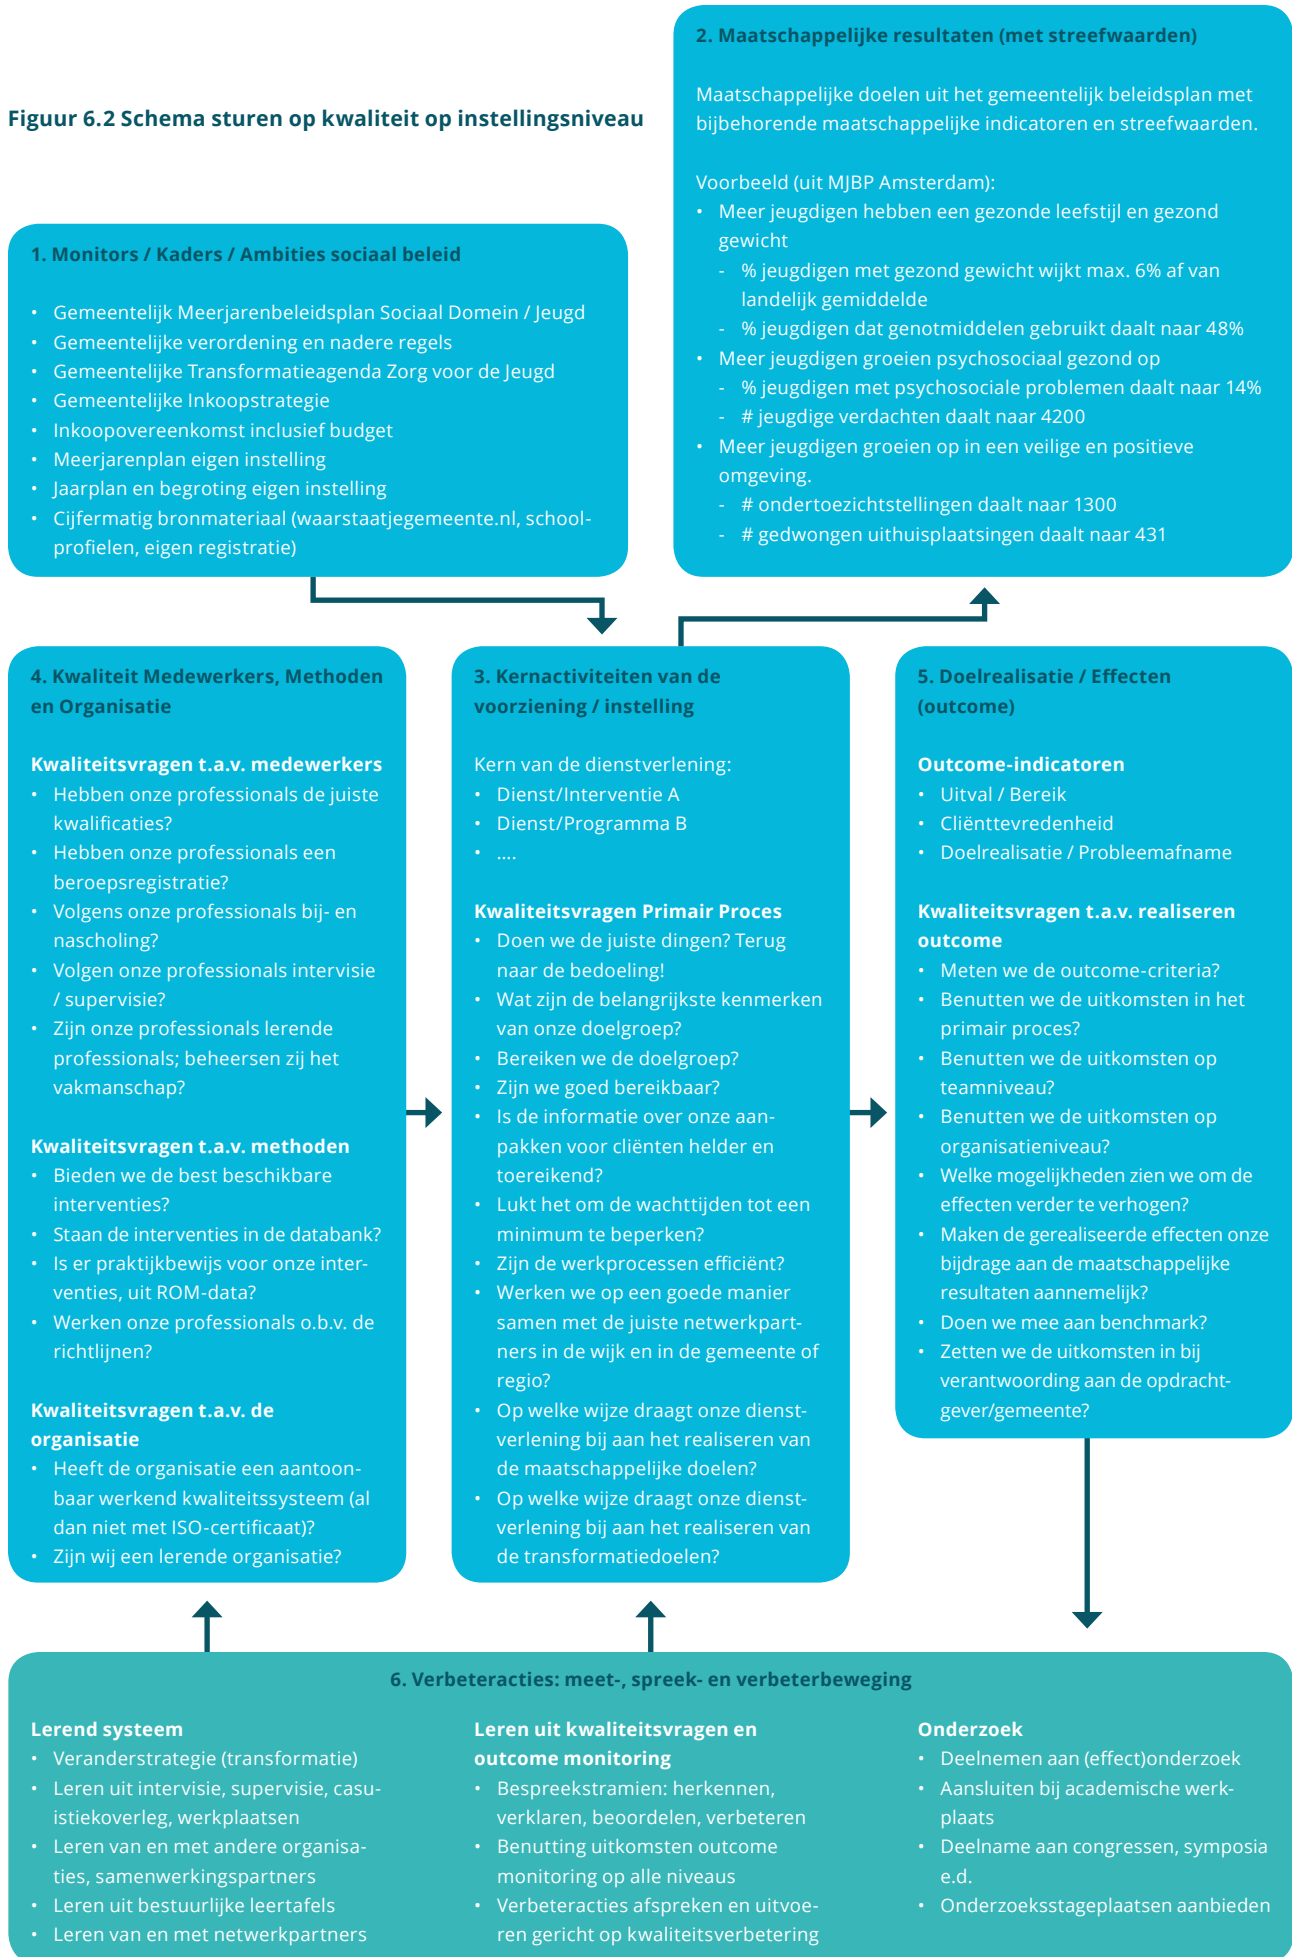 Figuur 6.2 Schema sturen op kwaliteit op instellingsniveau
1. Monitors / Kaders / Ambities sociaal beleid
• Gemeentelijk Meerjarenbeleidsplan Sociaal Domein / Jeugd
• Gemeentelijke verordening en nadere regels
• Gemeentelijke Transformatieagenda Zorg voor de Jeugd
• Gemeentelijke Inkoopstrategie
• Inkoopovereenkomst inclusief budget
• Meerjarenplan eigen instelling
• Jaarplan en begroting eigen instelling
• Cijfermatig bronmateriaal (waarstaatjegemeente.nl, school-
profielen, eigen registratie)
2. Maatschappelijke resultaten (met streefwaarden)
Maatschappelijke doelen uit het gemeentelijk beleidsplan met
bijbehorende maatschappelijke indicatoren en streefwaarden.
Voorbeeld (uit MJBP Amsterdam):
• Meer jeugdigen hebben een gezonde leefstijl en gezond
gewicht
- % jeugdigen met gezond gewicht wijkt max. 6% af van
landelijk gemiddelde
- % jeugdigen dat genotmiddelen gebruikt daalt naar 48%
• Meer jeugdigen groeien psychosociaal gezond op
- % jeugdigen met psychosociale problemen daalt naar 14%
- # jeugdige verdachten daalt naar 4200
• Meer jeugdigen groeien op in een veilige en positieve
omgeving.
- # ondertoezichtstellingen daalt naar 1300
- # gedwongen uithuisplaatsingen daalt naar 431
4. Kwaliteit Medewerkers, Methoden
en Organisatie
Kwaliteitsvragen t.a.v. medewerkers
• Hebben onze professionals de juiste
kwalificaties?
• Hebben onze professionals een
beroepsregistratie?
• Volgens onze professionals bij- en
nascholing?
• Volgen onze professionals intervisie
/ supervisie?
• Zijn onze professionals lerende
professionals; beheersen zij het
vakmanschap?
Kwaliteitsvragen t.a.v. methoden
• Bieden we de best beschikbare
interventies?
• Staan de interventies in de databank?
• Is er praktijkbewijs voor onze inter-
venties, uit ROM-data?
• Werken onze professionals o.b.v. de
richtlijnen?
Kwaliteitsvragen t.a.v. de
organisatie
• Heeft de organisatie een aantoon-
baar werkend kwaliteitssysteem (al
dan niet met ISO-certificaat)?
• Zijn wij een lerende organisatie?
3. Kernactiviteiten van de
voorziening / instelling
Kern van de dienstverlening:
• Dienst/Interventie A
• Dienst/Programma B
• ....
Kwaliteitsvragen Primair Proces
• Doen we de juiste dingen? Terug
naar de bedoeling!
• Wat zijn de belangrijkste kenmerken
van onze doelgroep?
• Bereiken we de doelgroep?
• Zijn we goed bereikbaar?
• Is de informatie over onze aan-
pakken voor cliënten helder en
toereikend?
• Lukt het om de wachttijden tot een
minimum te beperken?
• Zijn de werkprocessen efficiënt?
• Werken we op een goede manier
samen met de juiste netwerkpart-
ners in de wijk en in de gemeente of
regio?
• Op welke wijze draagt onze dienst-
verlening bij aan het realiseren van
de maatschappelijke doelen?
• Op welke wijze draagt onze dienst-
verlening bij aan het realiseren van
de transformatiedoelen?
5. Doelrealisatie / Effecten
(outcome)
Outcome-indicatoren
• Uitval / Bereik
• Cliënttevredenheid
• Doelrealisatie / Probleemafname
Kwaliteitsvragen t.a.v. realiseren
outcome
• Meten we de outcome-criteria?
• Benutten we de uitkomsten in het
primair proces?
• Benutten we de uitkomsten op
teamniveau?
• Benutten we de uitkomsten op
organisatieniveau?
• Welke mogelijkheden zien we om de
effecten verder te verhogen?
• Maken de gerealiseerde effecten onze
bijdrage aan de maatschappelijke
resultaten aannemelijk?
• Doen we mee aan benchmark?
• Zetten we de uitkomsten in bij
verantwoording aan de opdracht-
gever/gemeente?
6. Verbeteracties: meet-, spreek- en verbeterbeweging
Lerend systeem
• Veranderstrategie (transformatie)
• Leren uit intervisie, supervisie, casu-
istiekoverleg, werkplaatsen
• Leren van en met andere organisa-
ties, samenwerkingspartners
• Leren uit bestuurlijke leertafels
• Leren van en met netwerkpartners
Leren uit kwaliteitsvragen en
outcome monitoring
• Bespreekstramien: herkennen,
verklaren, beoordelen, verbeteren
• Benutting uitkomsten outcome
monitoring op alle niveaus
• Verbeteracties afspreken en uitvoe-
ren gericht op kwaliteitsverbetering
Onderzoek
• Deelnemen aan (effect)onderzoek
• Aansluiten bij academische werk-
plaats
• Deelname aan congressen, symposia
e.d.
• Onderzoeksstageplaatsen aanbieden